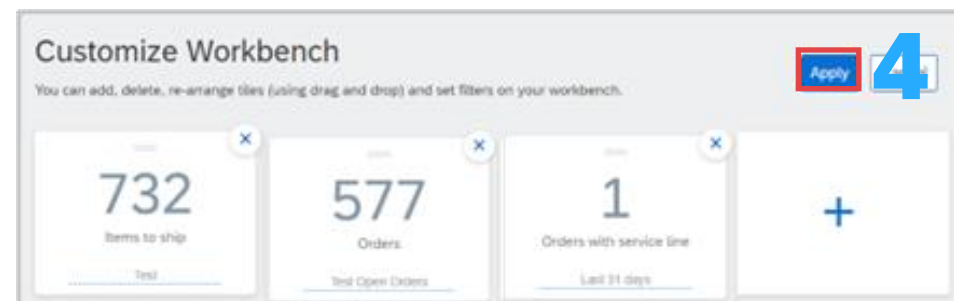 Customize Workbench
Apply
4
You can add, delete, re-arrange tiles (using drag and drop) and set filters on your workbench.
732
Items to ship
Test
577
Orders
Test Open Orders
1
Orders with service line
Last 31 days
+